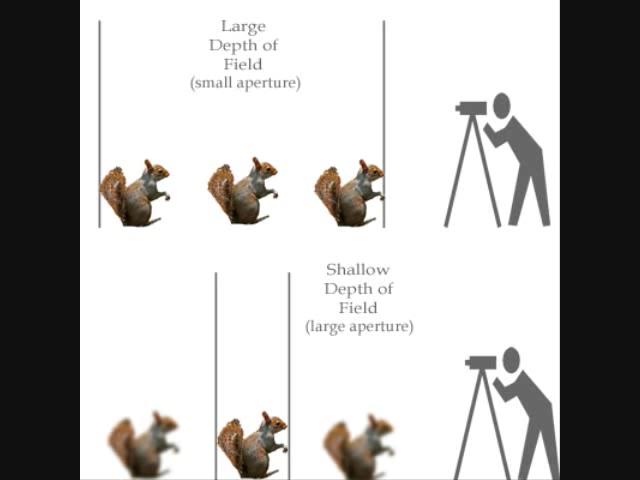 Large
Depth of
Field
(small aperture)
Shallow
Depth of
Field
(large aperture)